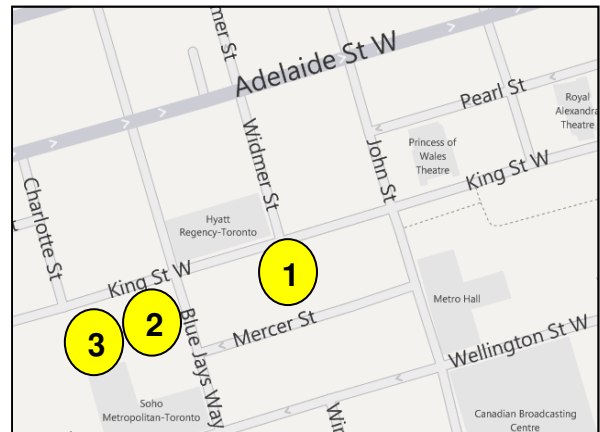 mer St
Adelaide St W
Pearl St
Royal
Alexandra
Theatre
Widmer St
John St
Princess of
Wales
Theatre
King St W
Charlotte St
Hyatt
Regency-Toronto
King St W
1
2
3
Blue Jays Way
Mercer St
Metro Hall
Wellington St W
Soho
Metropolitan-Toronto
Win
Canadian Broadcasting
Centre